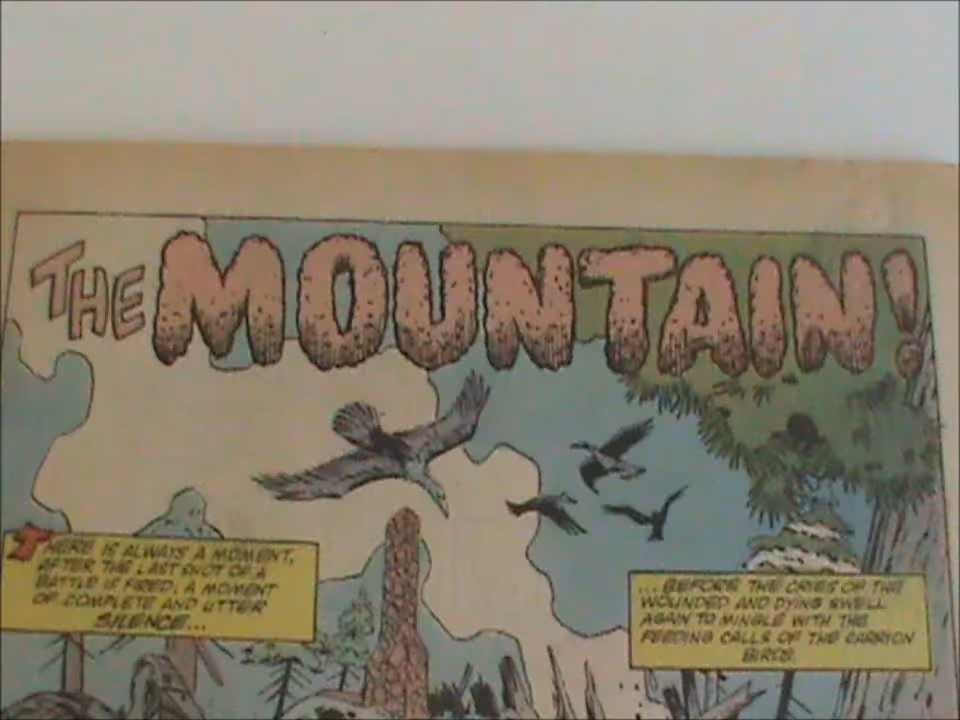 THE MOUNTAIN!
THERE IS ALWAYS A MOMENT,
AFTER THE LAST SHOT OF A
BATTLE IS FIRED, A MOMENT
OF COMPLETE AND UTTER
SILENCE...
... BEFORE THE CRIES OF THE
WOUNDED AND DYING SWELL
AGAIN TO MINGLE WITH THE
FEEDING CALLS OF THE CARRION
BIRDS.